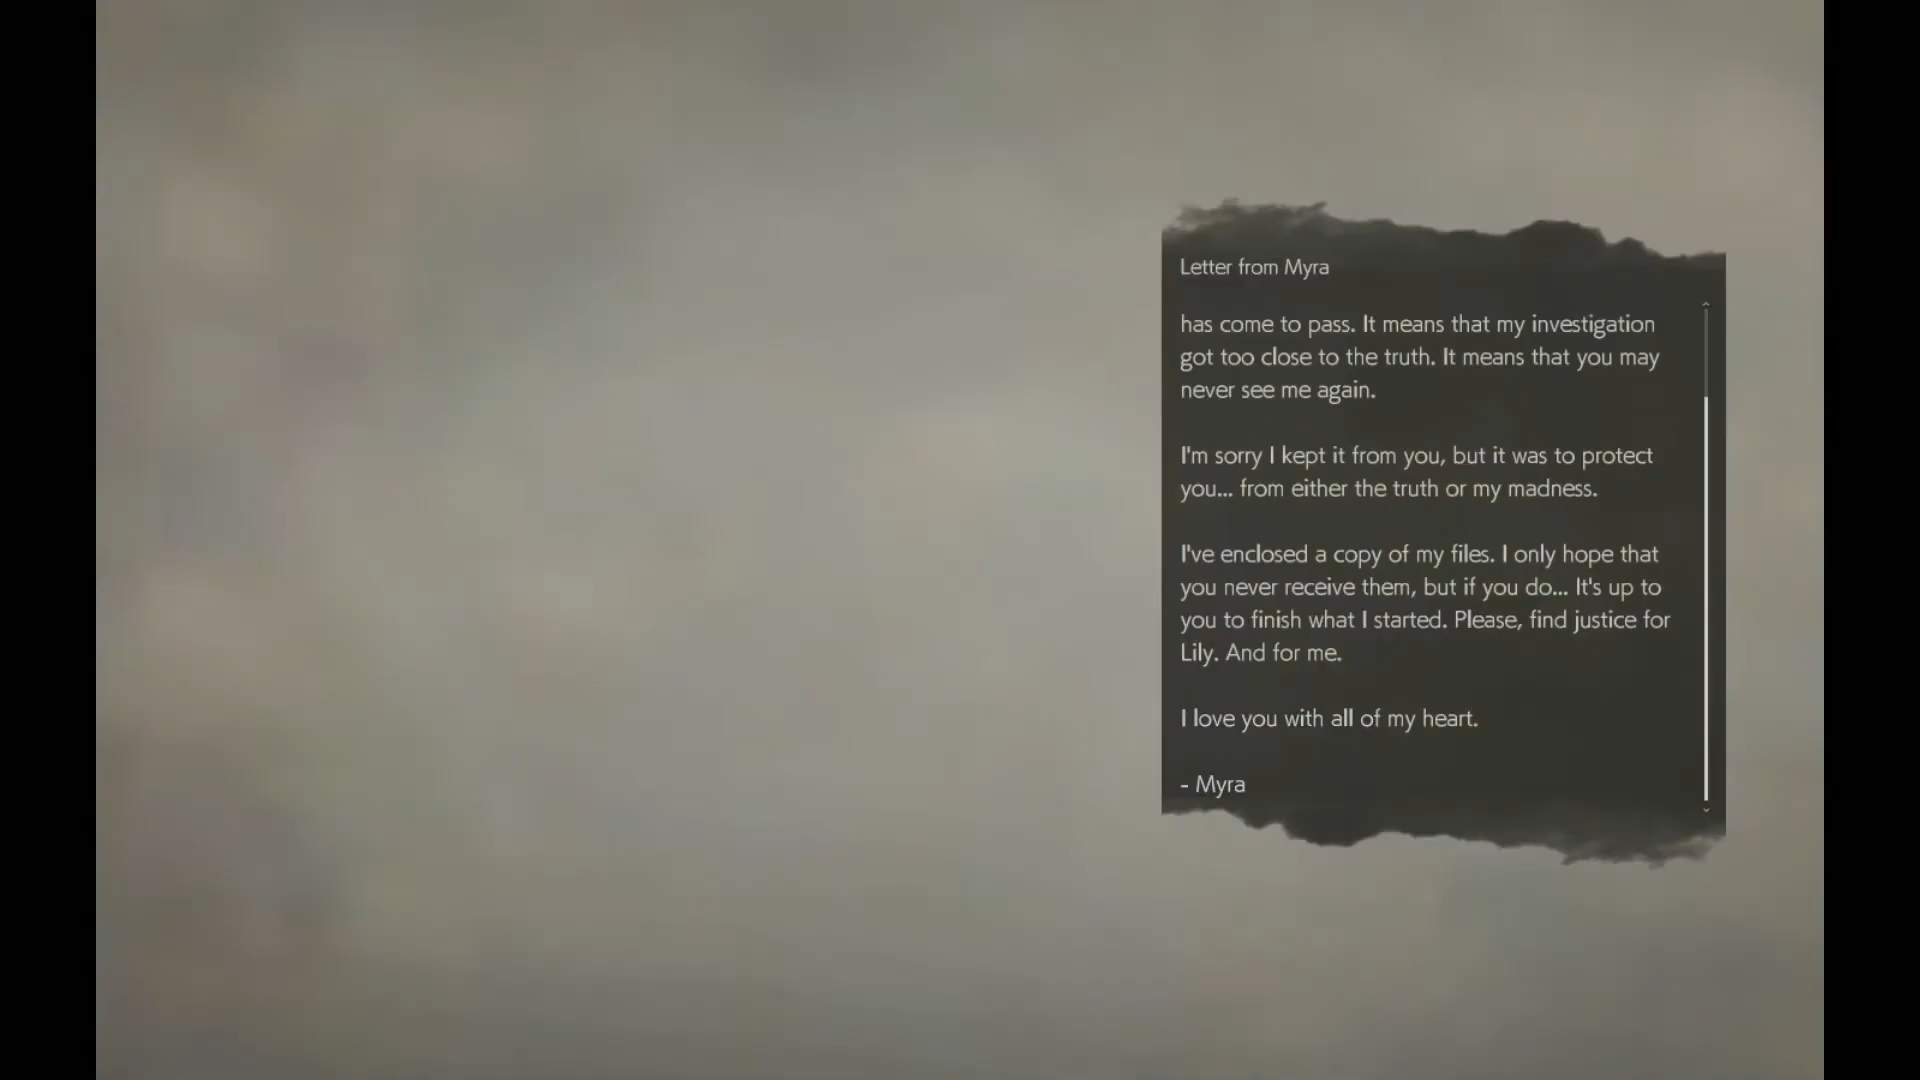 Letter from Myra
has come to pass. It means that my investigation
got too close to the truth. It means that you may
never see me again.
I'm sorry I kept it from you, but it was to protect
you... from either the truth or my madness.
I've enclosed a copy of my files. I only hope that
you never receive them, but if you do... It's up to
you to finish what I started. Please, find justice for
Lily. And for me.
I love you with all of my heart.
- Myra